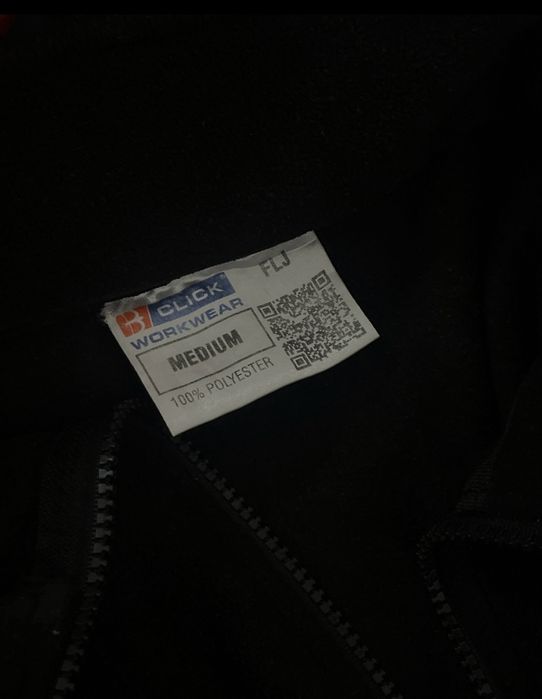 FLJ
B CLICK
WORKWEAR
MEDIUM
100% POLYESTER